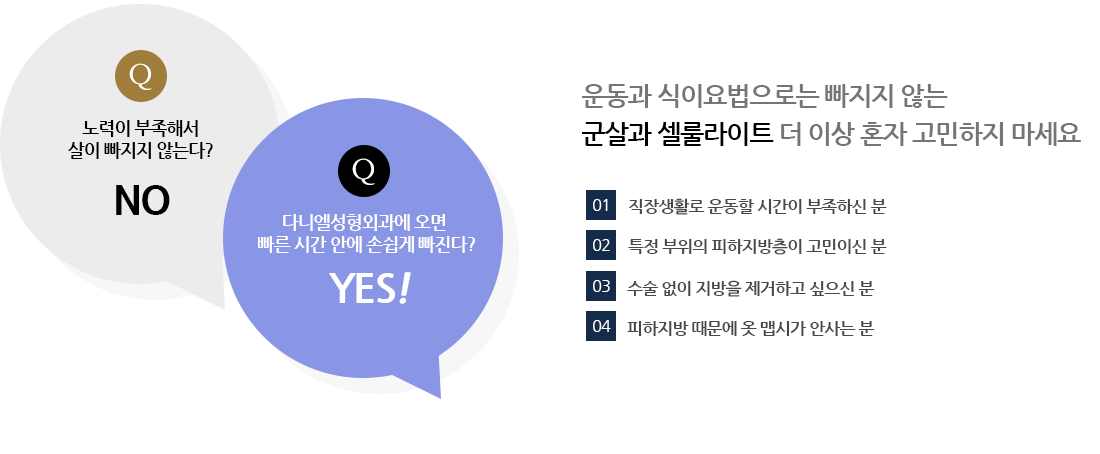 Q
노력이 부족해서
살이 빠지지 않는다?
NO
Q
다니엘성형외과에 오면
빠른 시간 안에 손쉽게 빠진다?
YES!
운동과 식이요법으로는 빠지지 않는
군살과 셀룰라이트 더 이상 혼자 고민하지 마세요
01 직장생활로 운동할 시간이 부족하신 분
02 특정 부위의 피하지방층이 고민이신 분
03 수술 없이 지방을 제거하고 싶으신 분
04 피하지방 때문에 옷 맵시가 안사는 분